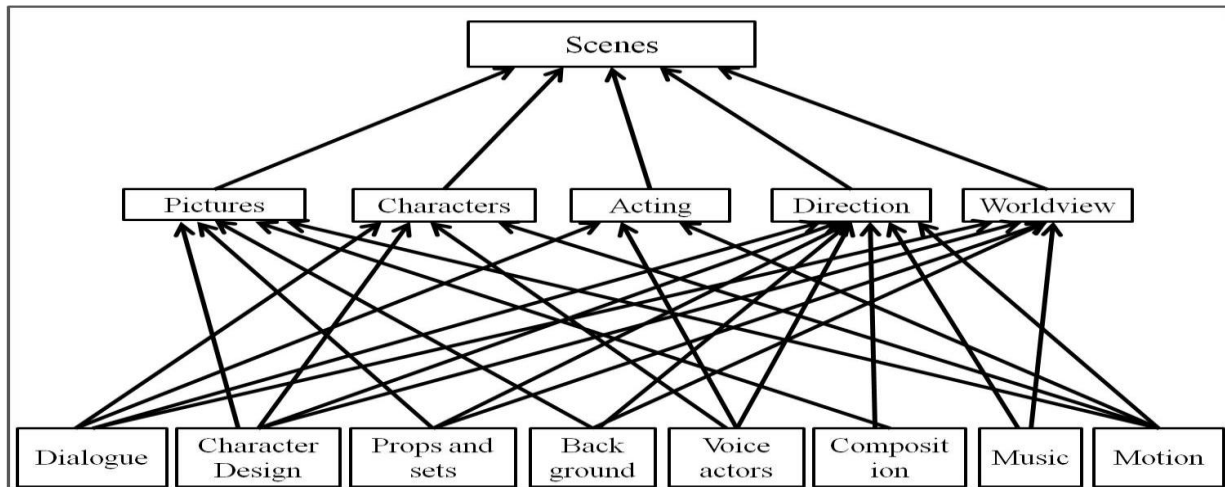 Scenes
Pictures
Characters
Acting
Direction
Worldview
Dialogue
Character
Design
Props and
sets
Back
ground
Voice
actors
Composit
ion
Music
Motion